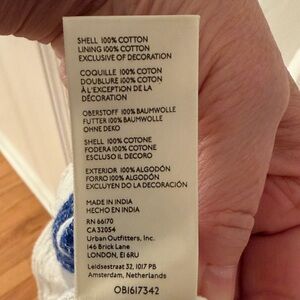 SHELL 100% COTTON
LINING 100% COTTON
EXCLUSIVE OF DECORATION
COQUILLE 100% COTON
DOUBLURE 100% COTON
À L'EXCEPTION DE LA
DÉCORATION
OBERSTOFF 100% BAUMWOLLE
FUTTER 100% BAUMWOLLE
OHNE DEKO
SHELL 100% COTONE
FODERA 100% COTONE
ESCLUSO IL DECORO
EXTERIOR 100% ALGODÓN
FORRO 100% ALGODÓN
EXCLUYEN DO LA DECORACIÓN
MADE IN INDIA
HECHO EN INDIA
RN 66170
CA 32054
Urban Outfitters, Inc.
146 Brick Lane
LONDON, E1 6RU
Leidsestraat 32, 1017 PB
Amsterdam, Netherlands
OB1617342